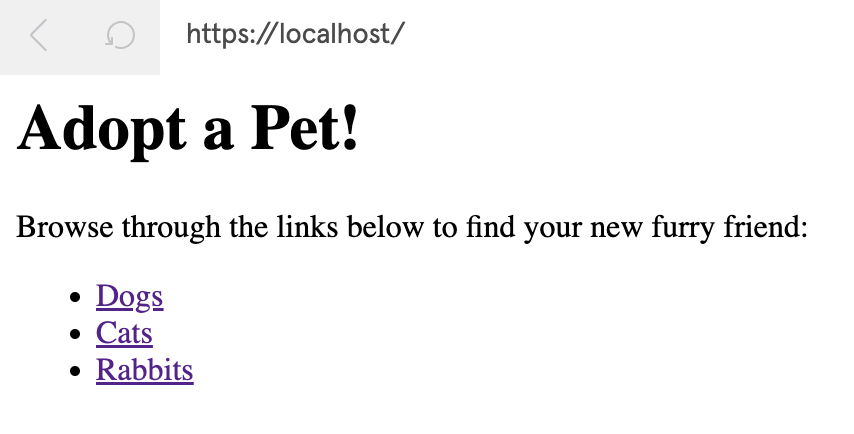 https://localhost/
Adopt a Pet!
Browse through the links below to find your new furry friend:
Dogs
Cats
Rabbits